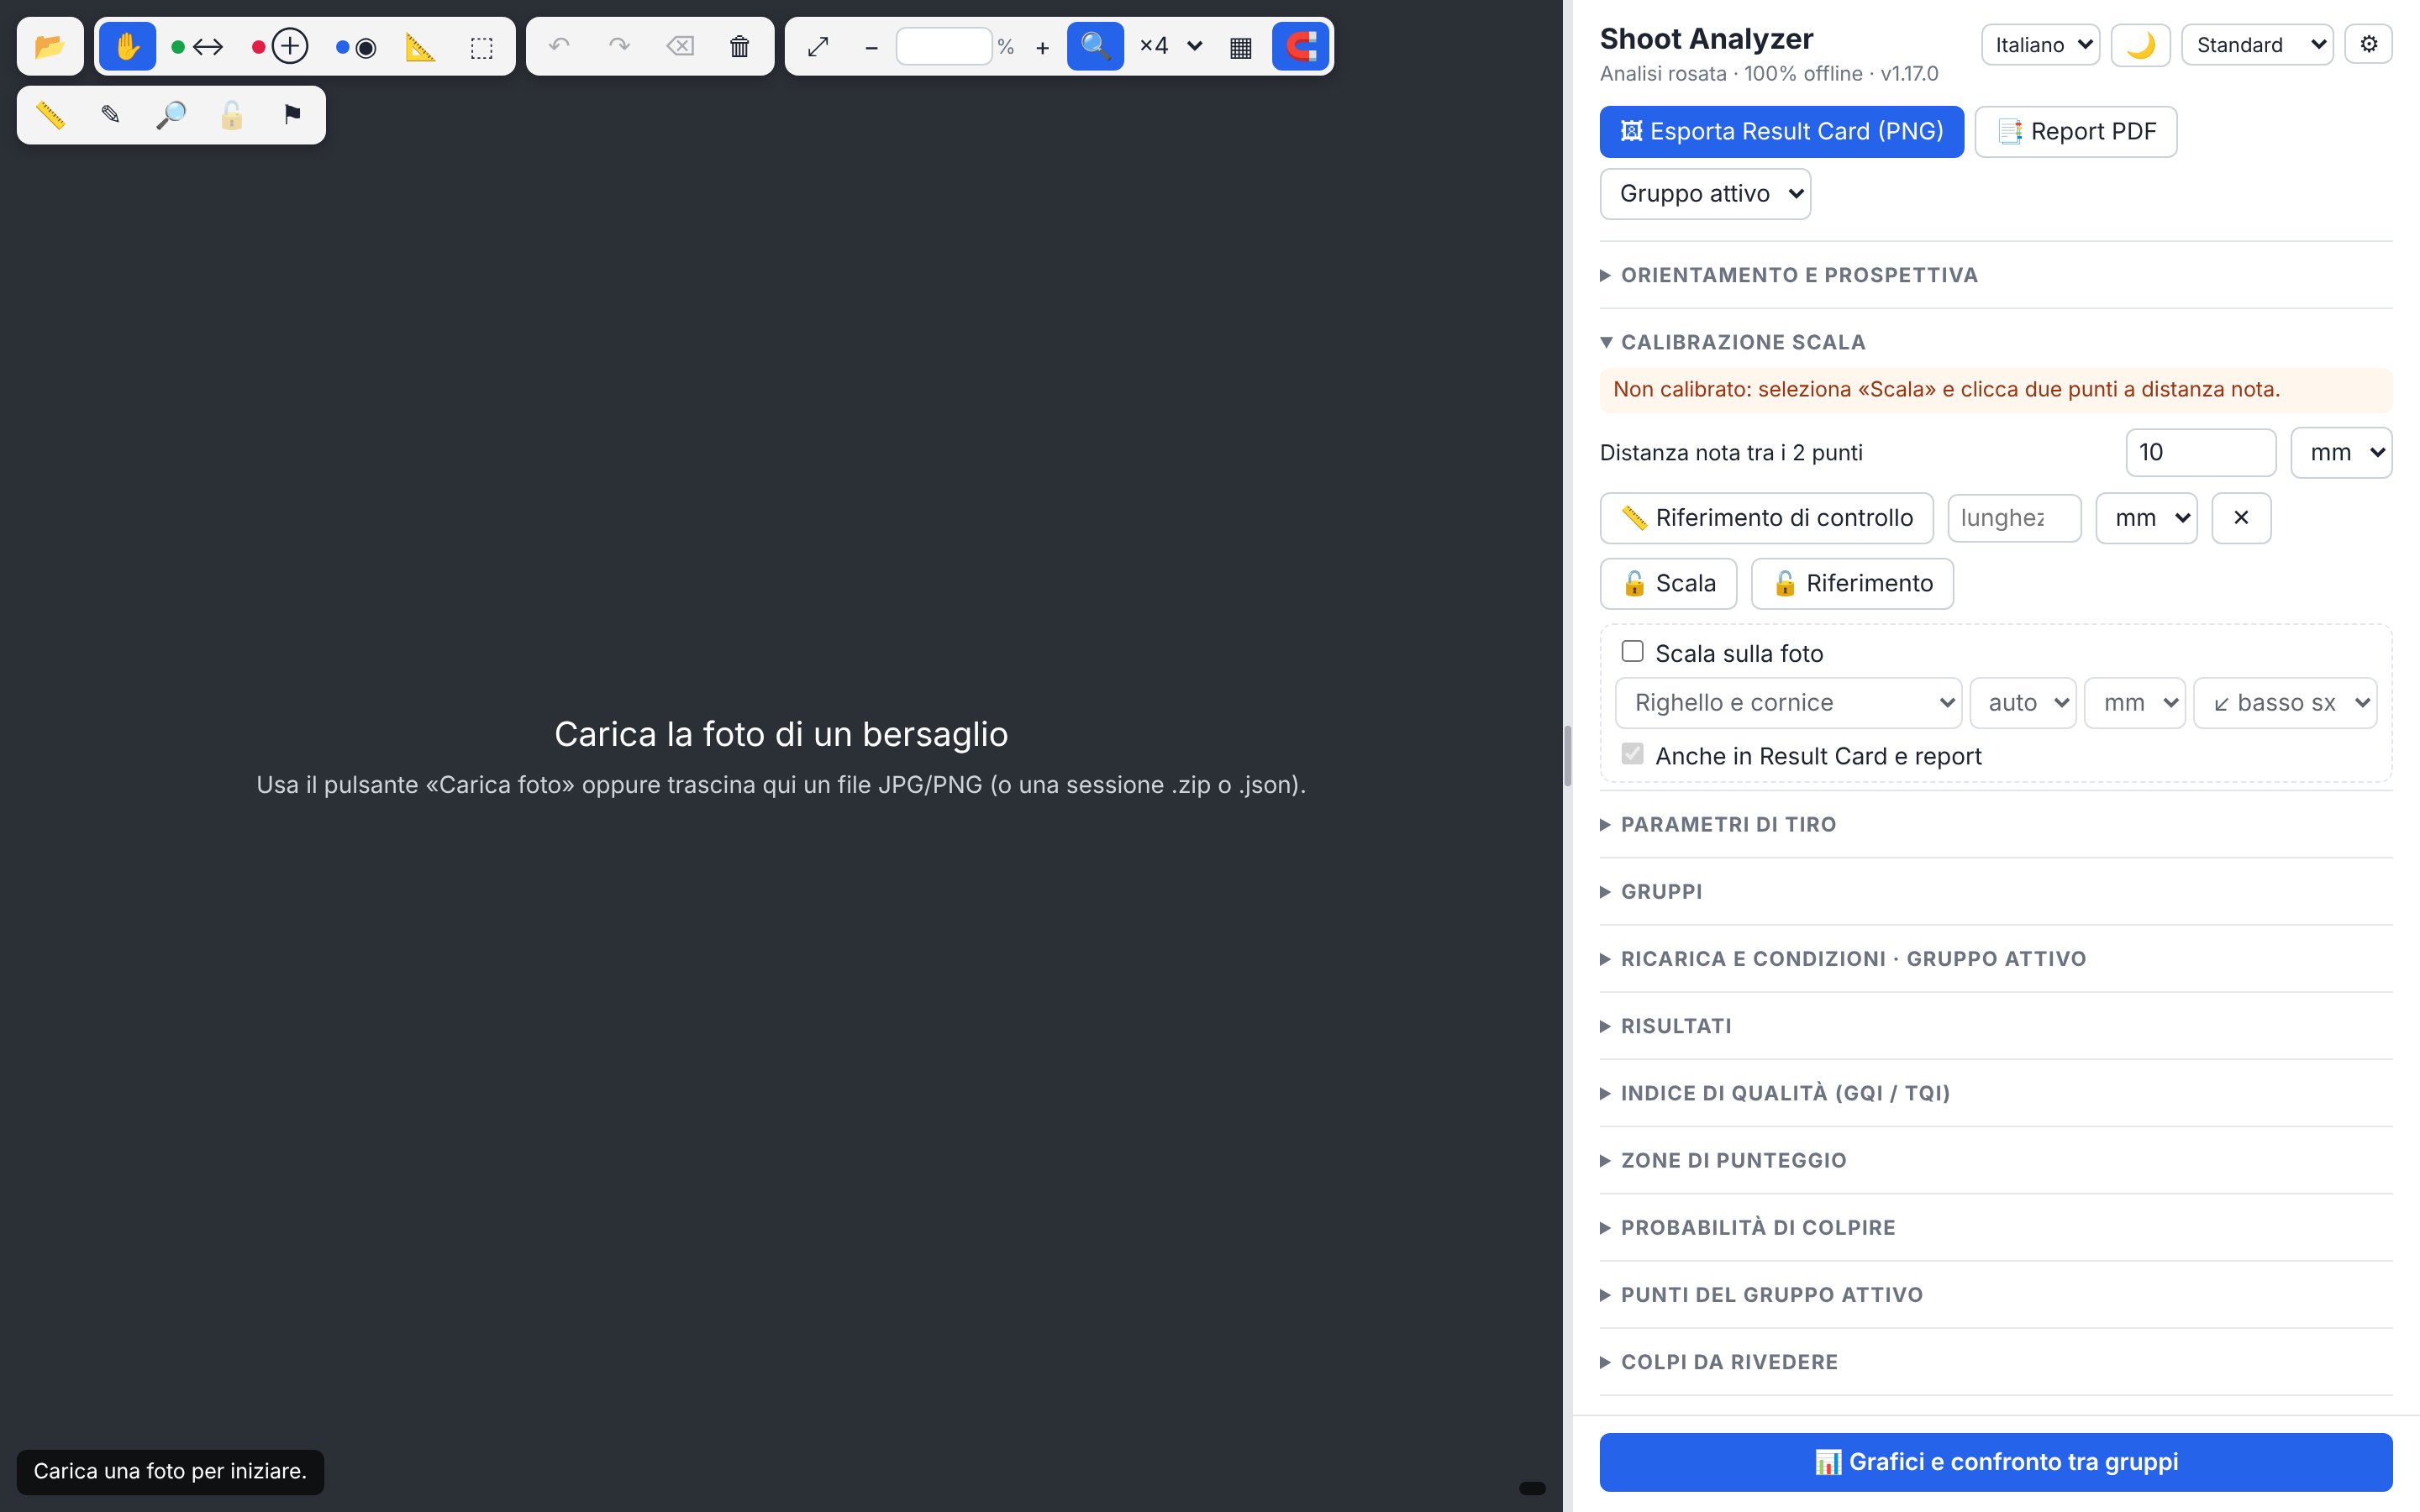 %
×4
Carica la foto di un bersaglio
Usa il pulsante «Carica foto» oppure trascina qui un file JPG/PNG (o una sessione .zip o .json).
Carica una foto per iniziare.
Shoot Analyzer
Analisi rosata · 100% offline · v1.17.0
Italiano
Standard
Esporta Result Card (PNG)
Report PDF
Gruppo attivo
ORIENTAMENTO E PROSPETTIVA
CALIBRAZIONE SCALA
Non calibrato: seleziona «Scala» e clicca due punti a distanza nota.
Distanza nota tra i 2 punti 10 mm
Riferimento di controllo lunghez mm ✕
Scala Riferimento
Scala sulla foto
Righello e cornice auto mm ↙ basso sx
Anche in Result Card e report
PARAMETRI DI TIRO
GRUPPI
RICARICA E CONDIZIONI · GRUPPO ATTIVO
RISULTATI
INDICE DI QUALITÀ (GQI / TQI)
ZONE DI PUNTEGGIO
PROBABILITÀ DI COLPIRE
PUNTI DEL GRUPPO ATTIVO
COLPI DA RIVEDERE
Grafici e confronto tra gruppi